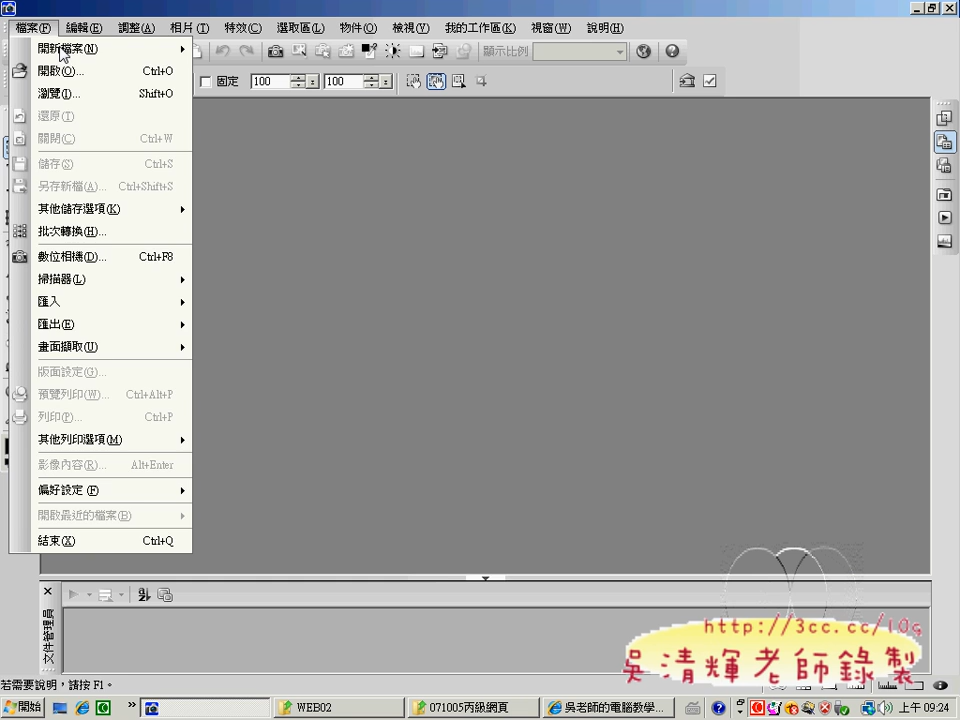 檔案(F) 編輯(E) 調整(A) 相片(I) 特效(C) 選取區(L) 物件(O) 檢視(V) 我的工作區(K) 視窗(W) 說明(H)
顯示比例
固定 100 100
開新檔案(N)
開啟(O)... Ctrl+O
瀏覽(I)... Shift+O
還原(T)
關閉(C) Ctrl+W
儲存(S) Ctrl+S
另存新檔(A)... Ctrl+Shift+S
其他儲存選項(K)
批次轉換(H)...
數位相機(D)... Ctrl+F8
掃描器(L)
匯入
匯出(E)
畫面擷取(U)
版面設定(G)...
預覽列印(W)... Ctrl+Alt+P
列印(P)... Ctrl+P
其他列印選項(M)
影像內容(R)... Alt+Enter
偏好設定 (F)
開啟最近的檔案(B)
結束(X) Ctrl+Q
文件管理員
http://3cc.cc/10q
吳清輝老師錄製
若需要說明，請按 F1。
開始 » WEB02 071005丙級網頁 吳老師的電腦教學... 上午 09:24